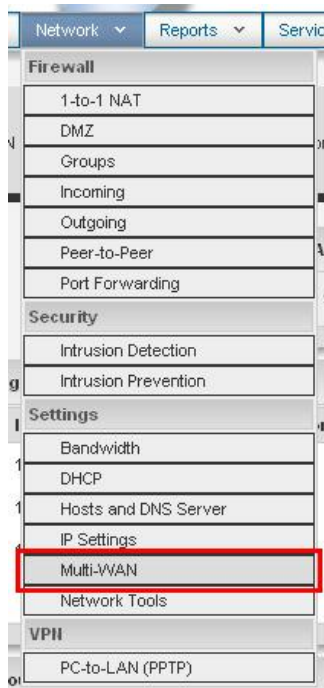 Network Reports Servic
Firewall
1-to-1 NAT
DMZ
Groups
Incoming
Outgoing
Peer-to-Peer
Port Forwarding
Security
Intrusion Detection
Intrusion Prevention
Settings
Bandwidth
DHCP
Hosts and DNS Server
IP Settings
Multi-WAN
Network Tools
VPN
PC-to-LAN (PPTP)